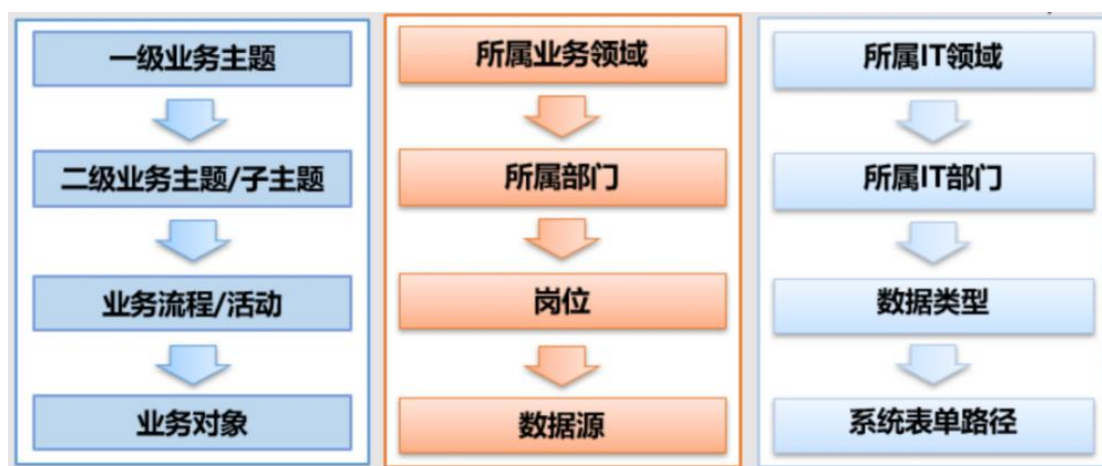 一级业务主题
二级业务主题/子主题
业务流程/活动
业务对象
所属业务领域
所属部门
岗位
数据源
所属IT领域
所属IT部门
数据类型
系统表单路径